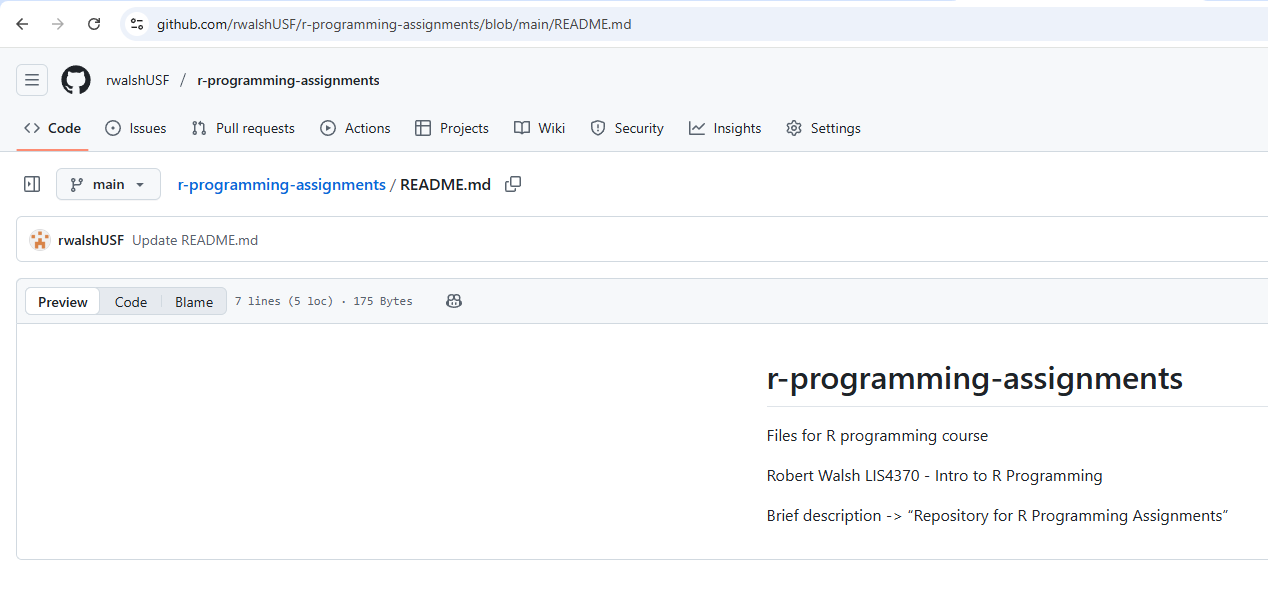 github.com/rwalshUSF/r-programming-assignments/blob/main/README.md
rwalshUSF / r-programming-assignments
Code Issues Pull requests Actions Projects Wiki Security Insights Settings
main r-programming-assignments / README.md
rwalshUSF Update README.md
Preview Code Blame 7 lines (5 loc) · 175 Bytes
r-programming-assignments
Files for R programming course
Robert Walsh LIS4370 - Intro to R Programming
Brief description -> “Repository for R Programming Assignments”